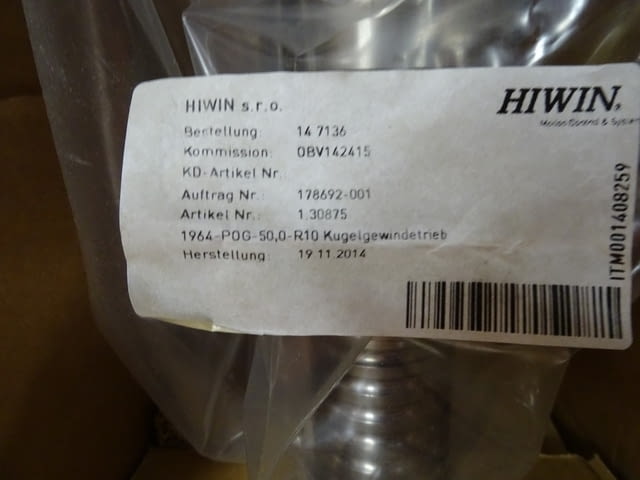 HIWIN s.r.o.
HIWIN®
Motion Control & System
Bestellung: 14 7136
Kommission: OBV142415
KD-Artikel Nr.:
Auftrag Nr.: 178692-001
Artikel Nr.: 1.30875
1964-POG-50,0-R10 Kugelgewindetrieb
Herstellung: 19.11.2014
ITM001408259